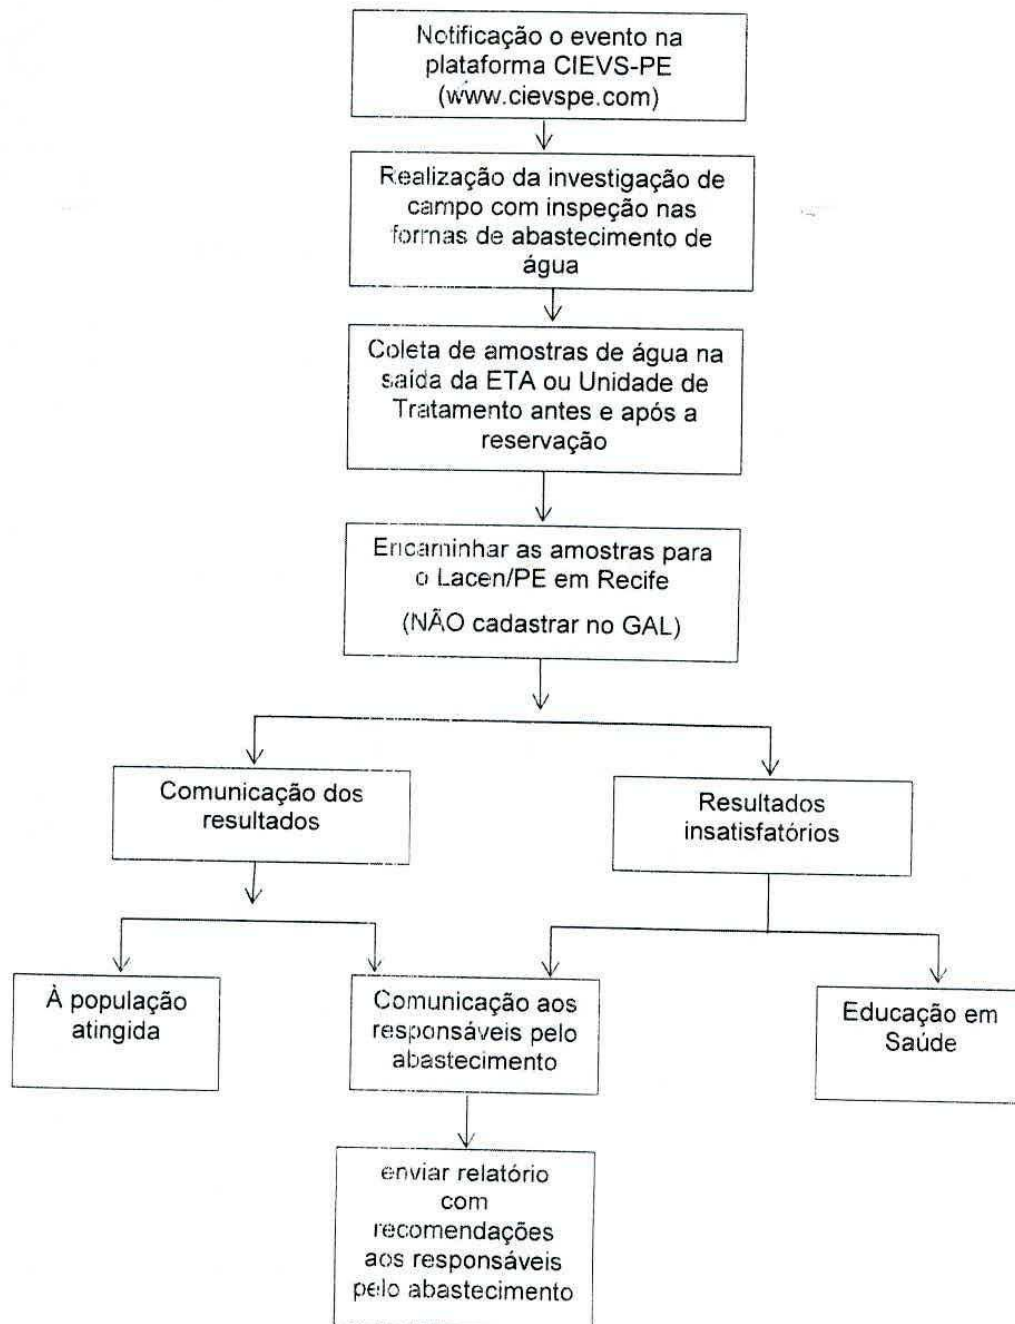 Notificação o evento na
plataforma CIEVS-PE
(www.cievspe.com)
Realização da investigação de
campo com inspeção nas
formas de abastecimento de
água
Coleta de amostras de água na
saída da ETA ou Unidade de
Tratamento antes e após a
reservação
Encaminhar as amostras para
o Lacen/PE em Recife
(NÃO cadastrar no GAL)
Comunicação dos
resultados
Resultados
insatisfatórios
À população
atingida
Comunicação aos
responsáveis pelo
abastecimento
Educação em
Saúde
enviar relatório
com
recomendações
aos responsáveis
pelo abastecimento